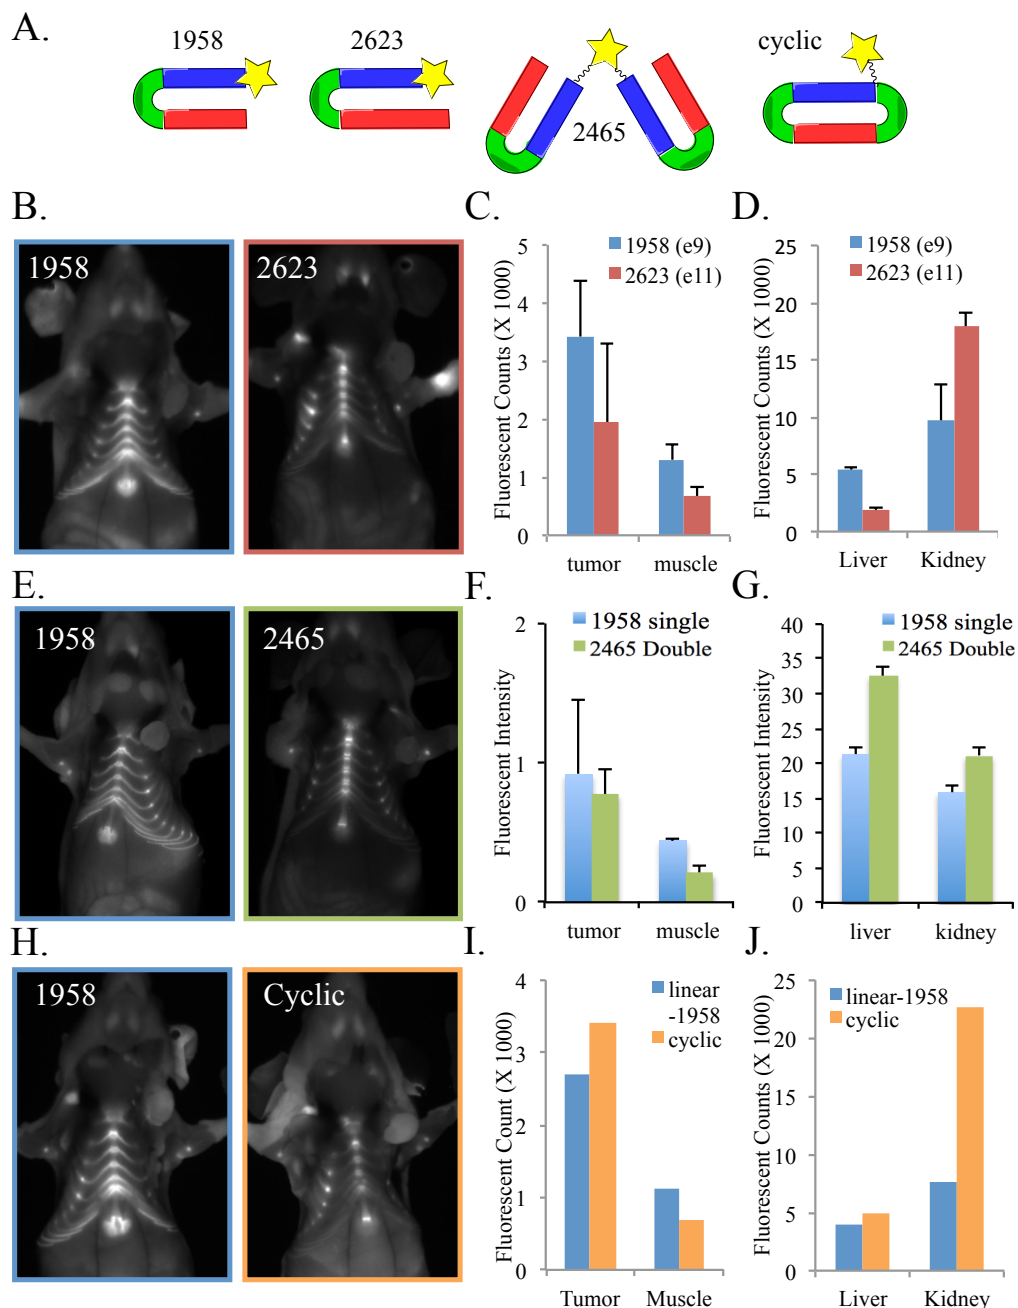 A.
1958
2623
2465
cyclic
B.
1958
2623
C.
Fluorescent Counts (X 1000)
5
4
3
2
1
0
1958 (e9)
2623 (e11)
tumor
muscle
D.
Fluorescent Counts (X 1000)
25
20
15
10
5
0
1958 (e9)
2623 (e11)
Liver
Kidney
E.
1958
2465
F.
Fluorescent Intensity
2
1
0
1958 single
2465 Double
tumor
muscle
G.
Fluorescent Intensity
40
35
30
25
20
15
10
5
0
1958 single
2465 Double
liver
kidney
H.
1958
Cyclic
I.
Fluorescent Count (X 1000)
4
3
2
1
0
linear
-1958
cyclic
Tumor
Muscle
J.
Fluorescent Counts (X 1000)
25
20
15
10
5
0
linear-1958
cyclic
Liver
Kidney